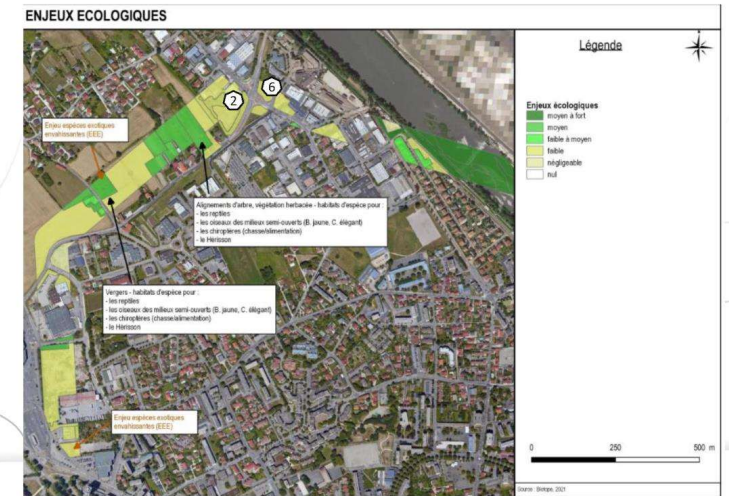 ENJEUX ECOLOGIQUES
Légende
Enjeux écologiques
moyen à fort
moyen
faible à moyen
faible
négligeable
nul
2
6
Enjeu espèces exotiques
envahissantes (EEE)
Alignements d'arbre, végétation herbacée - habitats d'espèce pour :
- les reptiles
- les oiseaux des milieux semi-ouverts (B. jaune, C. élégant)
- les chiroptères (chasse/alimentation)
- le Hérisson
Vergers - habitats d'espèce pour :
- les reptiles
- les oiseaux des milieux semi-ouverts (B. jaune, C. élégant)
- les chiroptères (chasse/alimentation)
- le Hérisson
Enjeu espèces exotiques
envahissantes (EEE)
0 250 500 m
Source : Biotope, 2021